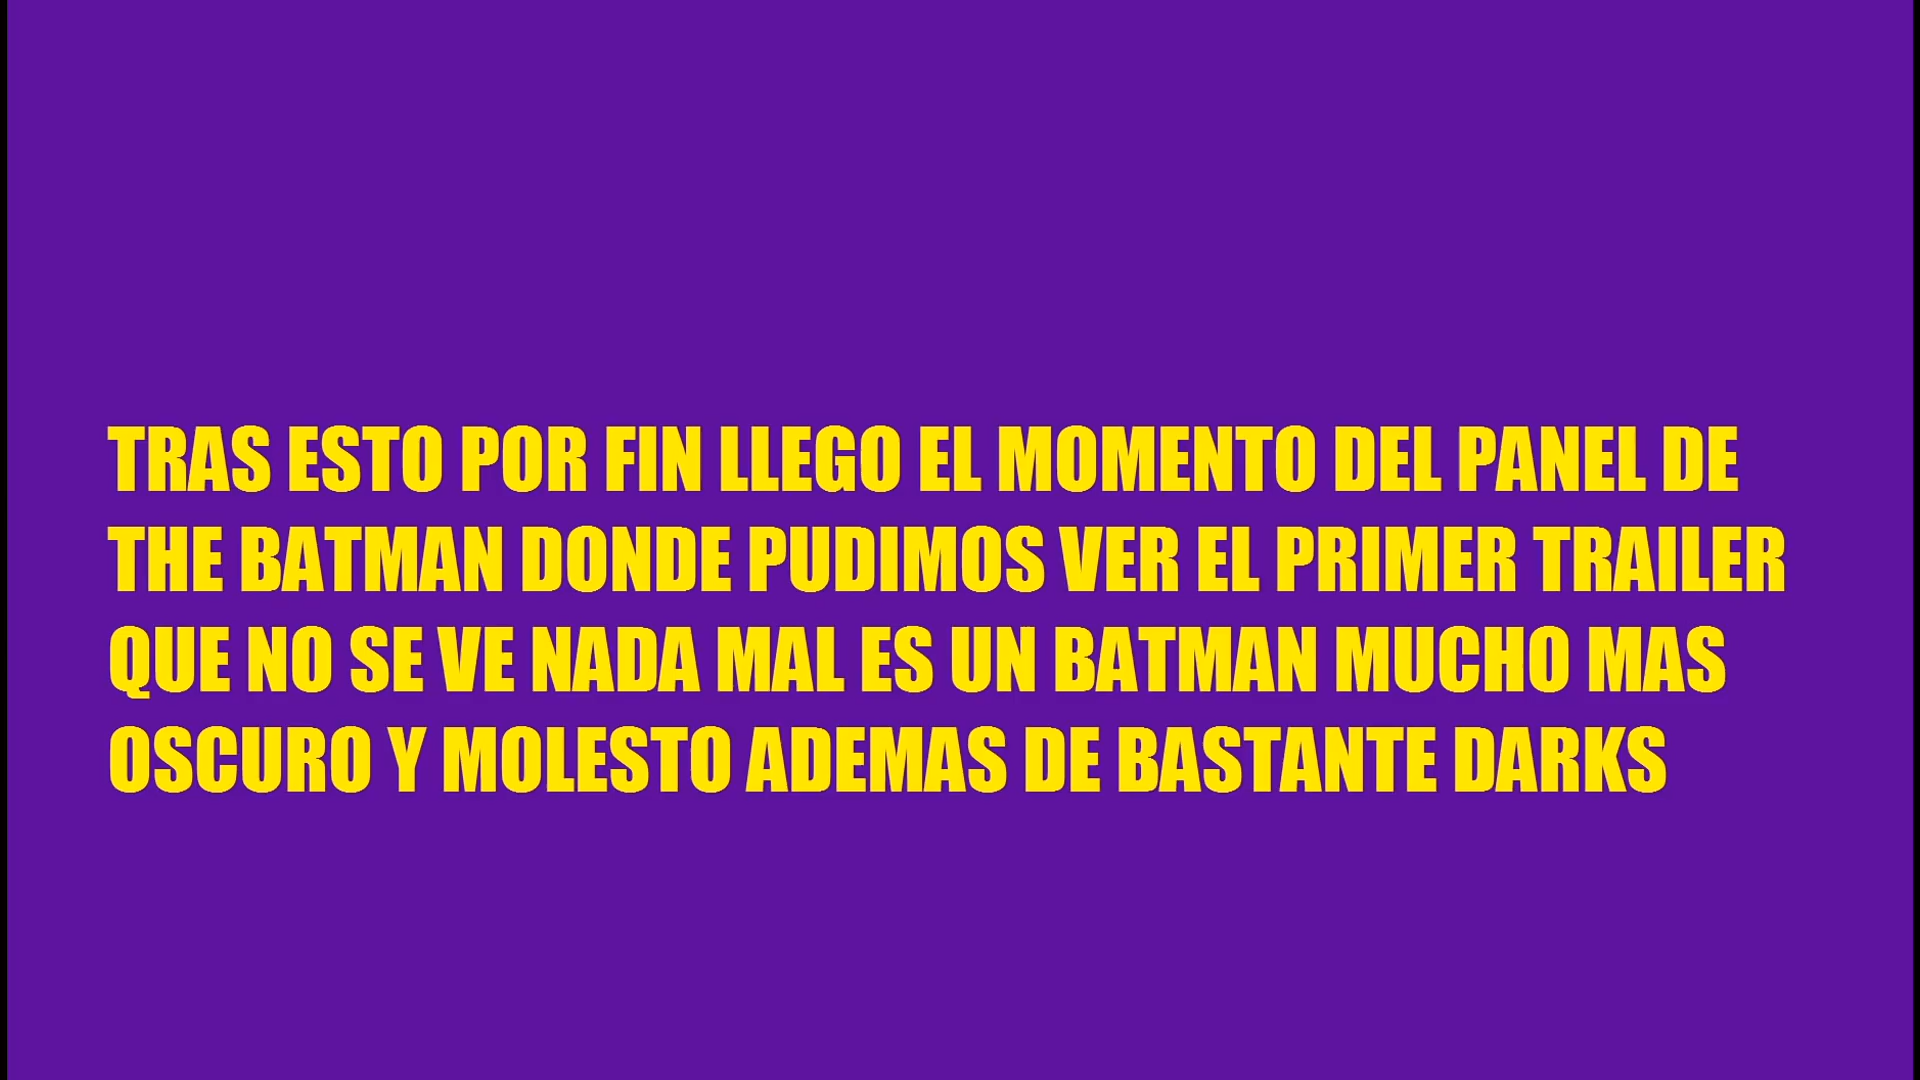 TRAS ESTO POR FIN LLEGO EL MOMENTO DEL PANEL DE
THE BATMAN DONDE PUDIMOS VER EL PRIMER TRAILER
QUE NO SE VE NADA MAL ES UN BATMAN MUCHO MAS
OSCURO Y MOLESTO ADEMAS DE BASTANTE DARKS